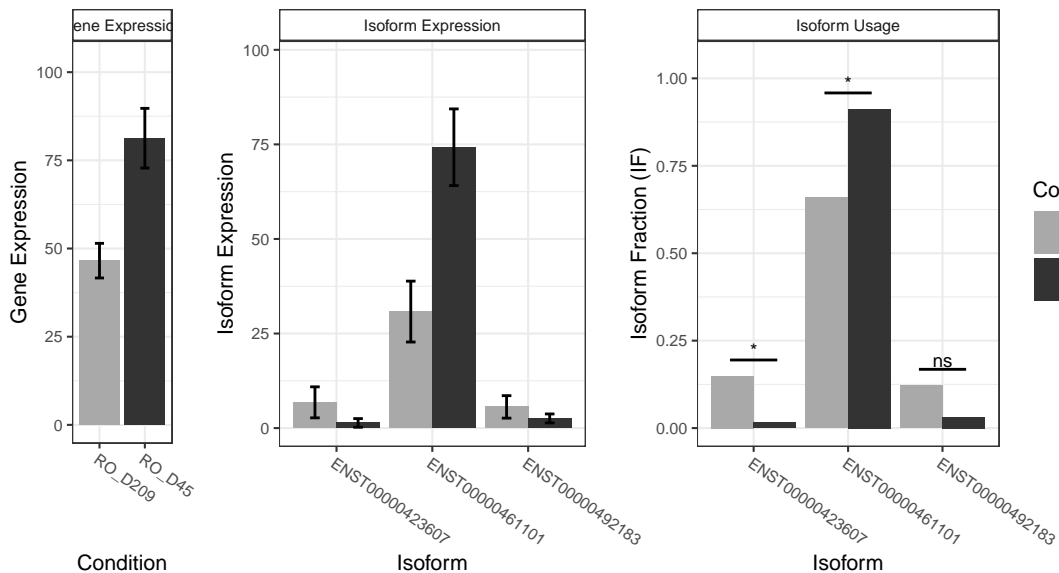 ene Expressio
Isoform Expression
Isoform Usage
Gene Expression
100
75
50
25
0
RO_D209
RO_D45
Condition
Isoform Expression
100
75
50
25
0
ENST00000423607
ENST00000461101
ENST00000492183
Isoform
Isoform Fraction (IF)
1.00
0.75
0.50
0.25
0.00
*
*
ns
ENST00000423607
ENST00000461101
ENST00000492183
Isoform
Co